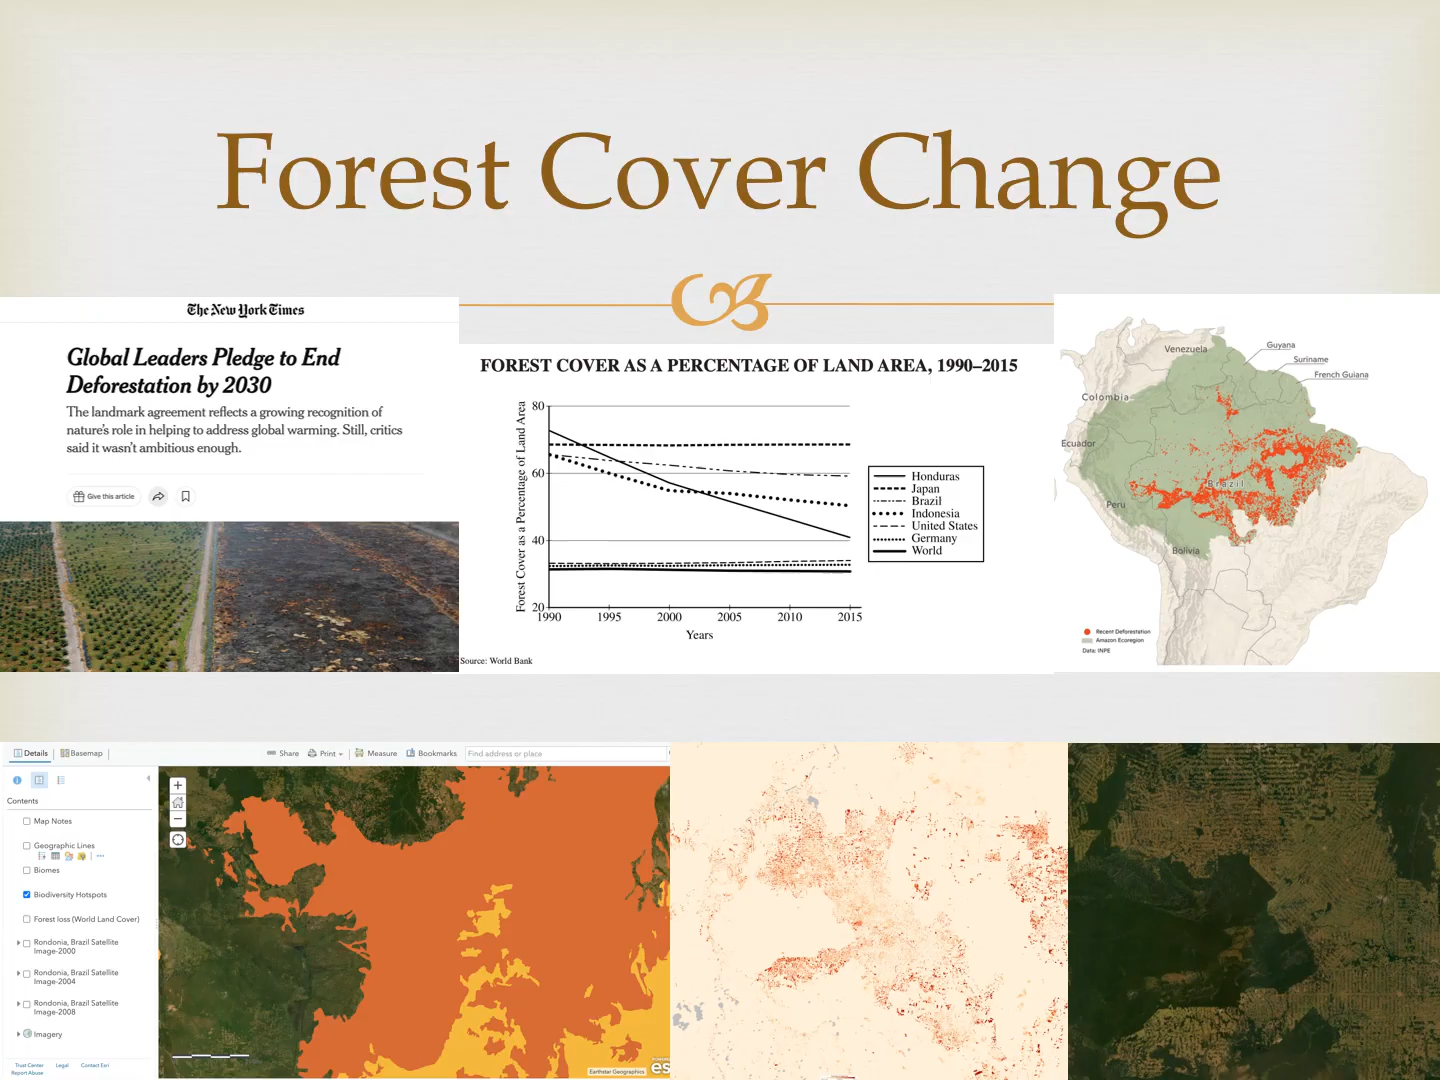 Forest Cover Change
The New York Times
Global Leaders Pledge to End
Deforestation by 2030
The landmark agreement reflects a growing recognition of
nature's role in helping to address global warming. Still, critics
said it wasn't ambitious enough.
Give this article
FOREST COVER AS A PERCENTAGE OF LAND AREA, 1990–2015
Forest Cover as a Percentage of Land Area
80
60
40
20
1990 1995 2000 2005 2010 2015
Years
Honduras
Japan
Brazil
Indonesia
United States
Germany
World
Source: World Bank
Venezuela
Guyana
Suriname
French Guiana
Colombia
Ecuador
Brazil
Peru
Bolivia
Recent Deforestation
Amazon Ecoregion
Data: INPE
Details Basemap Share Print Measure Bookmarks Find address or place
Contents
Map Notes
Geographic Lines
Biomes
Biodiversity Hotspots
Forest loss (World Land Cover)
Rondonia, Brazil Satellite
Image-2000
Rondonia, Brazil Satellite
Image-2004
Rondonia, Brazil Satellite
Image-2008
Imagery
Trust Center Legal Contact Esri
Report Abuse
Earthstar Geographics
es